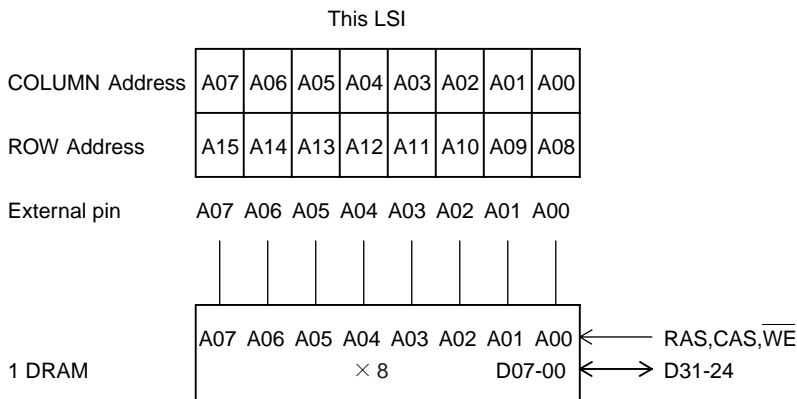 This LSI
COLUMN Address A07 A06 A05 A04 A03 A02 A01 A00
ROW Address A15 A14 A13 A12 A11 A10 A09 A08
External pin A07 A06 A05 A04 A03 A02 A01 A00
A07 A06 A05 A04 A03 A02 A01 A00 RAS,CAS,W̅E̅
1 DRAM × 8 D07-00 D31-24